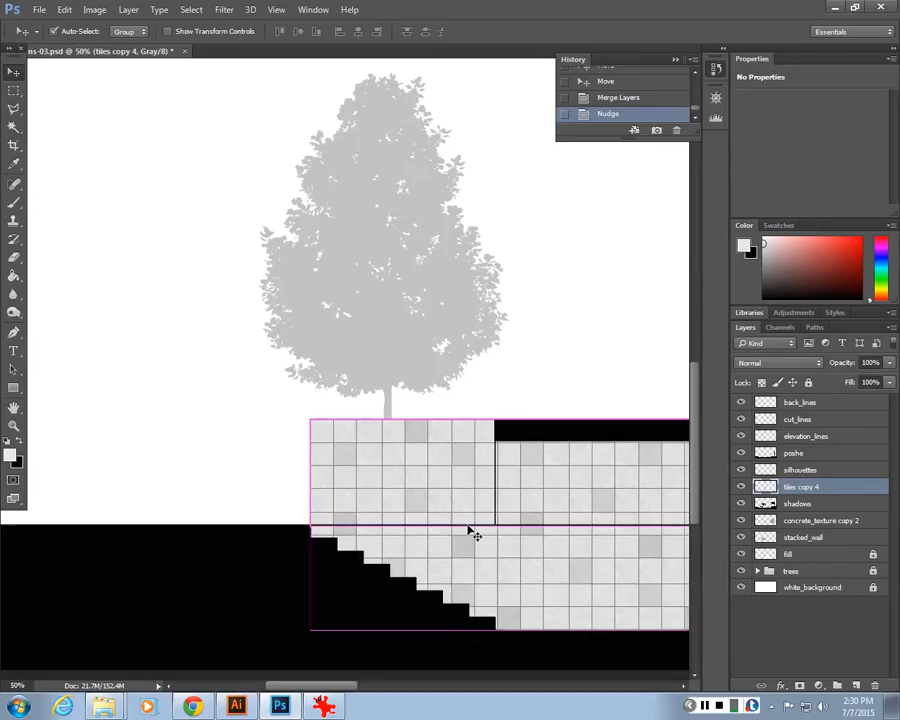 Ps File Edit Image Layer Type Select Filter 3D View Window Help
Auto-Select: Group Show Transform Controls Essentials
ns-03.psd @ 50% (tiles copy 4, Gray/8) * ×
History
Move
Merge Layers
Nudge
Properties
No Properties
Color Swatches
Libraries Adjustments Styles
Layers Channels Paths
Kind
Normal Opacity: 100%
Lock: Fill: 100%
back_lines
cut_lines
elevation_lines
poshe
silhouettes
tiles copy 4
shadows
concrete_texture copy 2
stacked_wall
fill
trees
white_background
50% Doc: 21.7M/152.4M
fx
Ai Ps
2:30 PM
7/7/2015